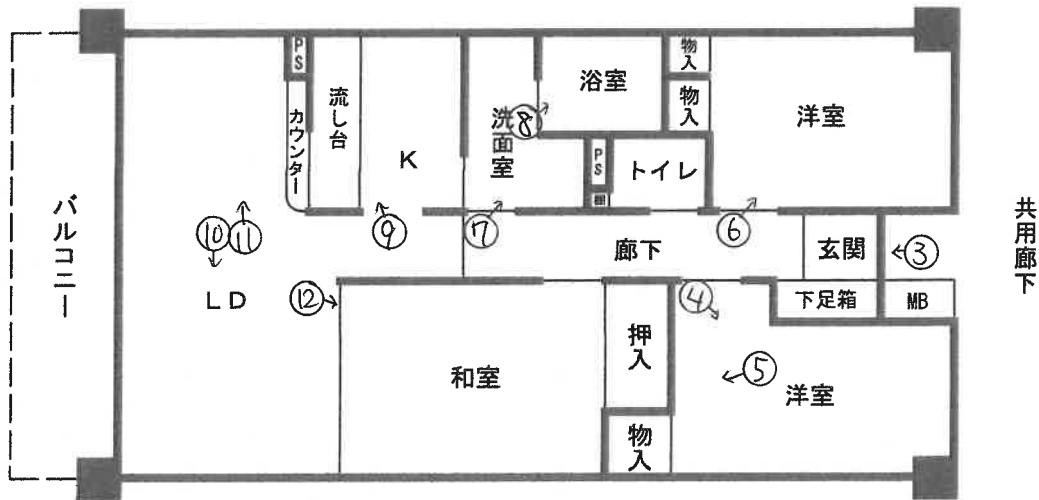 PS
流し台
カウンター
K
洗面室
⑧
浴室
物入
物入
洋室
PS
棚
トイレ
バルコニー
⑩
⑪
⑨
⑦
⑥
廊下
玄関
③
共用廊下
LD
⑫
④
下足箱
MB
和室
押入
⑤
洋室
物入